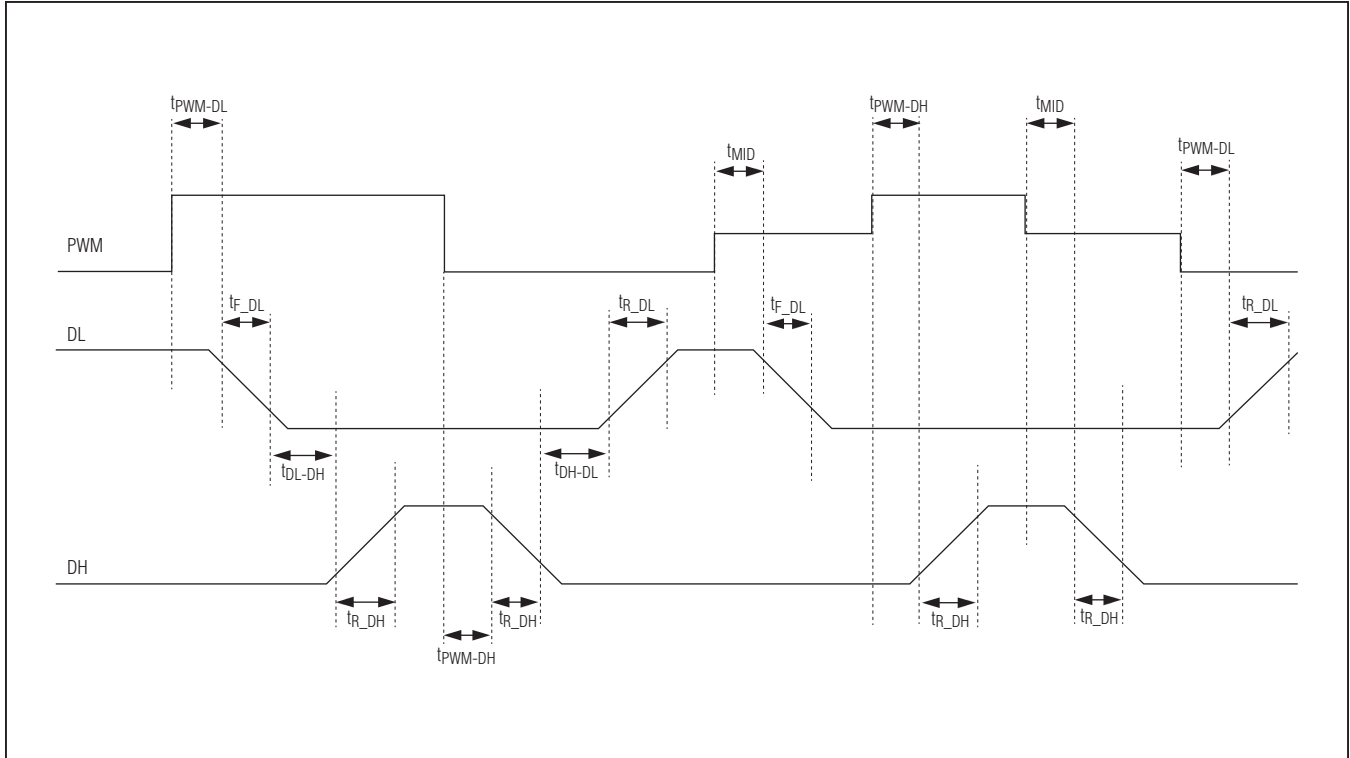 tPWM-DL
tPWM-DH
tMID
tPWM-DL
tMID
PWM
tF_DL
tR_DL
tF_DL
tR_DL
DL
tDL-DH
tDH-DL
DH
tR_DH
tR_DH
tR_DH
tR_DH
tPWM-DH